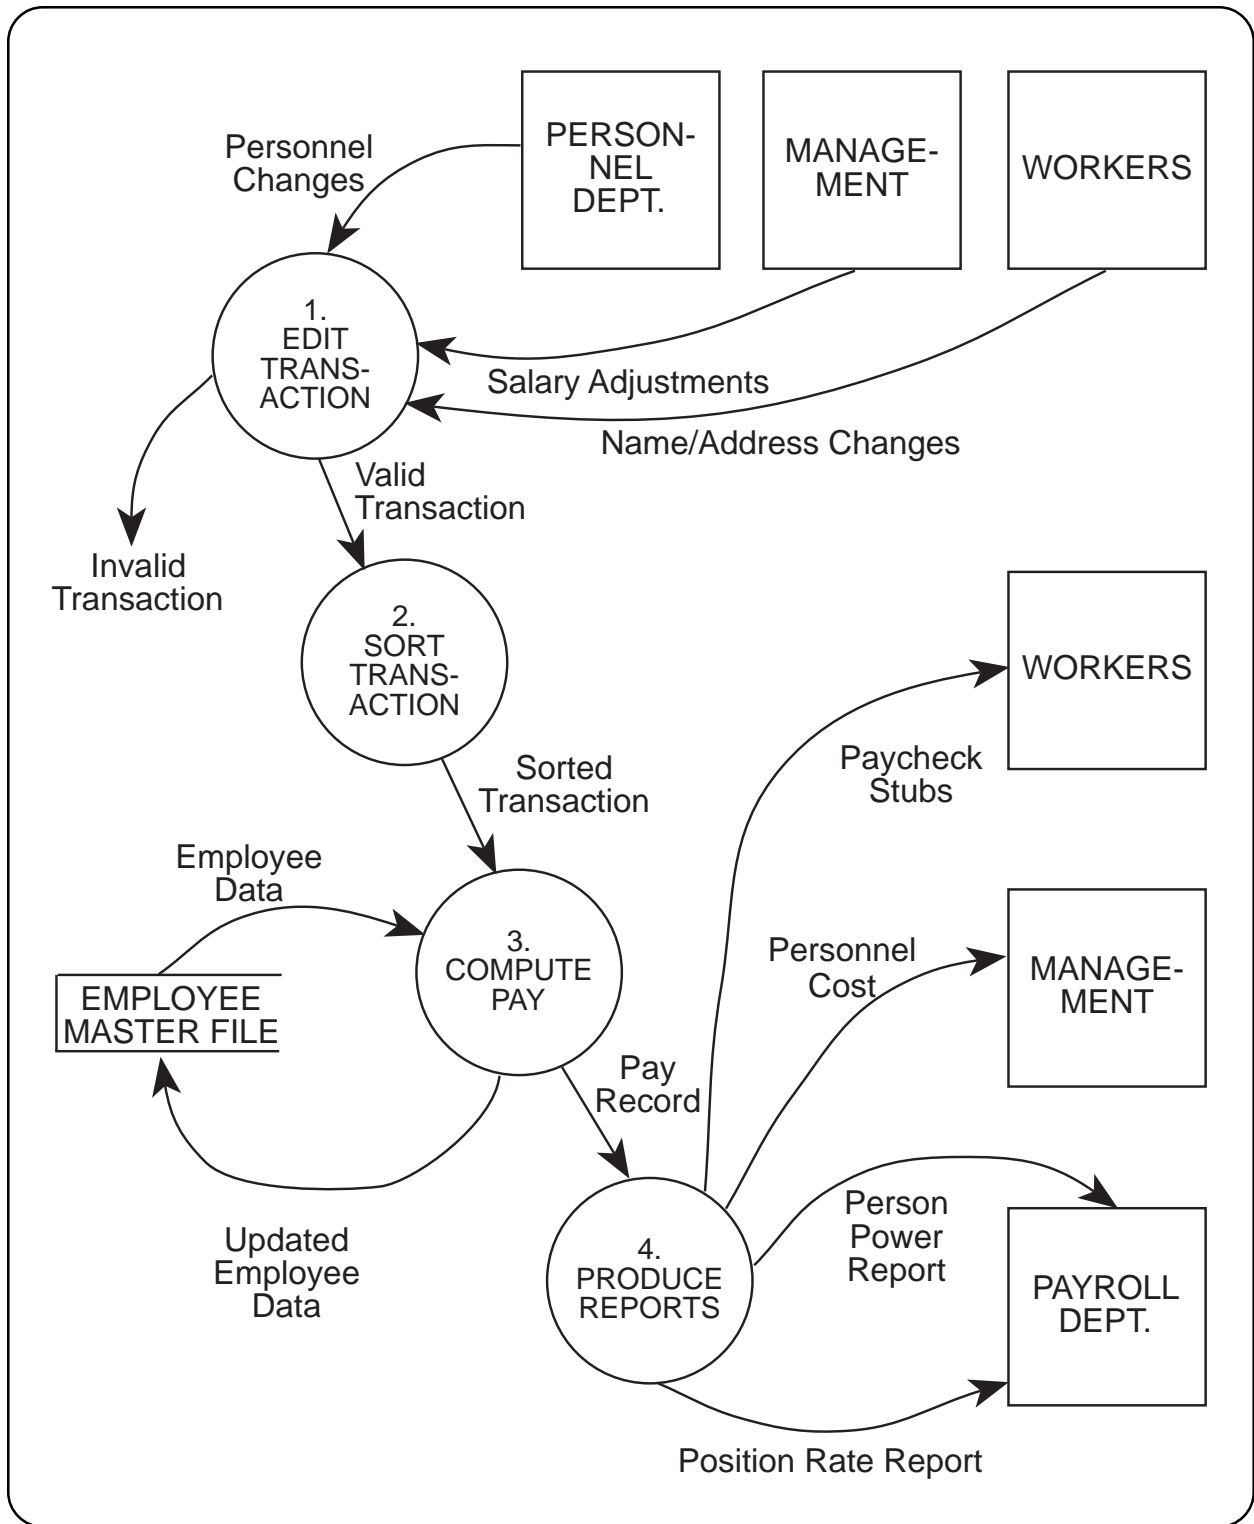 PERSON-
NEL
DEPT.
MANAGE-
MENT
WORKERS
Personnel
Changes
1.
EDIT
TRANS-
ACTION
Salary Adjustments
Name/Address Changes
Valid
Transaction
Invalid
Transaction
2.
SORT
TRANS-
ACTION
WORKERS
Paycheck
Stubs
Sorted
Transaction
Employee
Data
3.
COMPUTE
PAY
Personnel
Cost
MANAGE-
MENT
EMPLOYEE
MASTER FILE
Pay
Record
Updated
Employee
Data
4.
PRODUCE
REPORTS
Person
Power
Report
PAYROLL
DEPT.
Position Rate Report